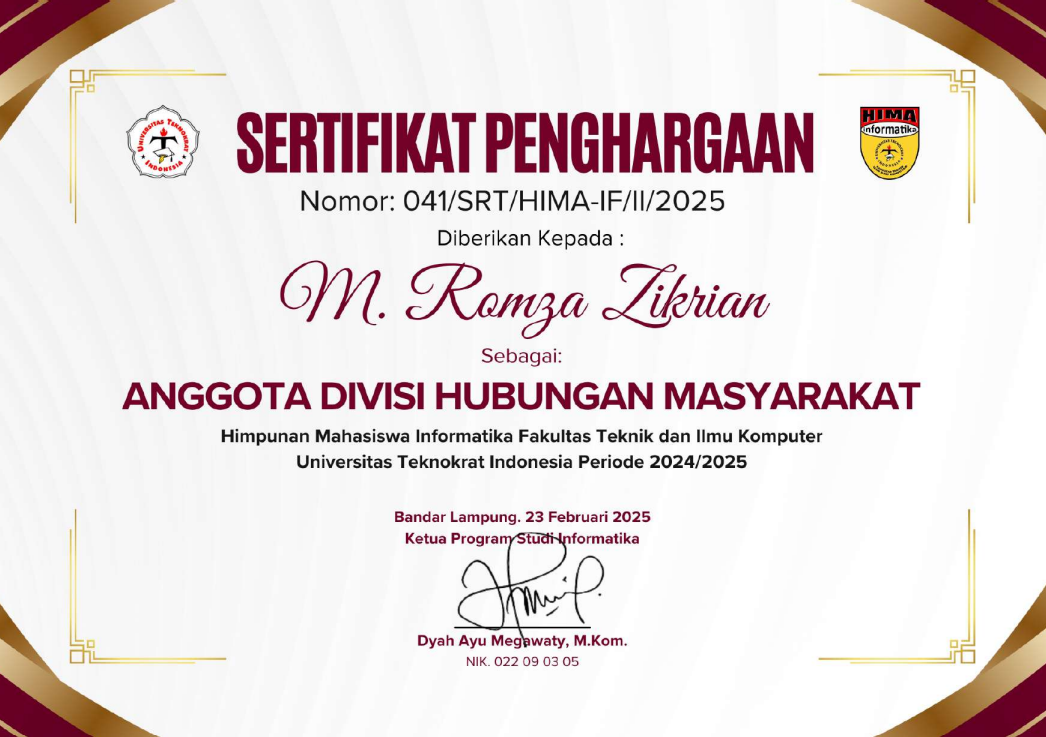 SERTIFIKAT PENGHARGAAN
UNIVERSITAS TEKNOKRAT
INDONESIA
HIMA
informatika
Nomor: 041/SRT/HIMA-IF/II/2025
Diberikan Kepada :
M. Romza Zikrian
Sebagai:
ANGGOTA DIVISI HUBUNGAN MASYARAKAT
Himpunan Mahasiswa Informatika Fakultas Teknik dan Ilmu Komputer
Universitas Teknokrat Indonesia Periode 2024/2025
Bandar Lampung. 23 Februari 2025
Ketua Program Studi Informatika
Dyah Ayu Megawaty, M.Kom.
NIK. 022 09 03 05